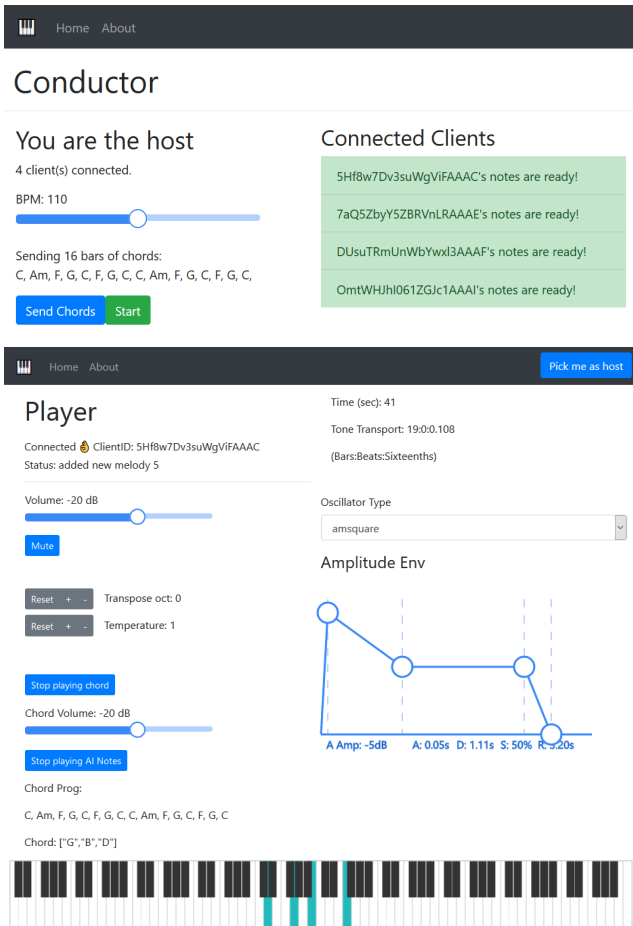 Home About
Conductor
You are the host
4 client(s) connected.
BPM: 110
Sending 16 bars of chords:
C, Am, F, G, C, F, G, C, C, Am, F, G, C, F, G, C,
Send Chords Start
Connected Clients
5Hf8w7Dv3suWgViFAAAC's notes are ready!
7aQ5ZbyY5ZBRVnLRAAAE's notes are ready!
DUsuTRmUnWbYwxl3AAAF's notes are ready!
OmtWHJhI061ZGJc1AAAI's notes are ready!
Home About Pick me as host
Player
Connected 👌 ClientID: 5Hf8w7Dv3suWgViFAAAC
Status: added new melody 5
Volume: -20 dB
Mute
Reset + - Transpose oct: 0
Reset + - Temperature: 1
Stop playing chord
Chord Volume: -20 dB
Stop playing AI Notes
Chord Prog:
C, Am, F, G, C, F, G, C, C, Am, F, G, C, F, G, C
Chord: ["G","B","D"]
Time (sec): 41
Tone Transport: 19:0:0.108
(Bars:Beats:Sixteenths)
Oscillator Type
amsquare
Amplitude Env
A Amp: -5dB A: 0.05s D: 1.11s S: 50% R: